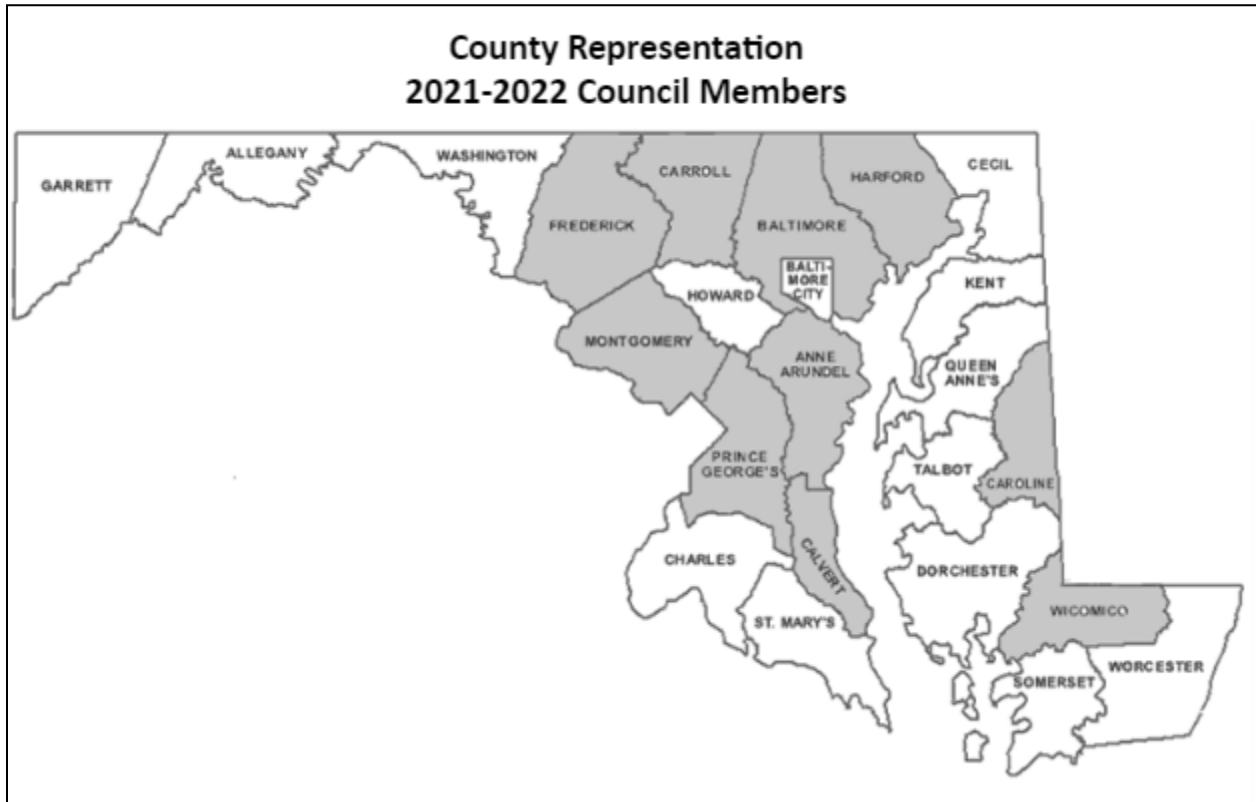 County Representation
2021-2022 Council Members
GARRETT
ALLEGANY
WASHINGTON
FREDERICK
CARROLL
BALTIMORE
HARFORD
CECIL
BALTI-
MORE
CITY
HOWARD
KENT
MONTGOMERY
ANNE
ARUNDEL
QUEEN
ANNE'S
PRINCE
GEORGE'S
TALBOT
CAROLINE
CHARLES
CALVERT
DORCHESTER
ST. MARY'S
WICOMICO
SOMERSET
WORCESTER